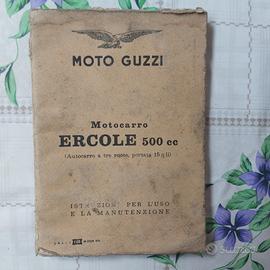 MOTO GUZZI
Motocarro
ERCOLE 500 cc
(Autocarro a tre ruote, portata 15 q.li)
ISTRUZIONI PER L'USO
E LA MANUTENZIONE